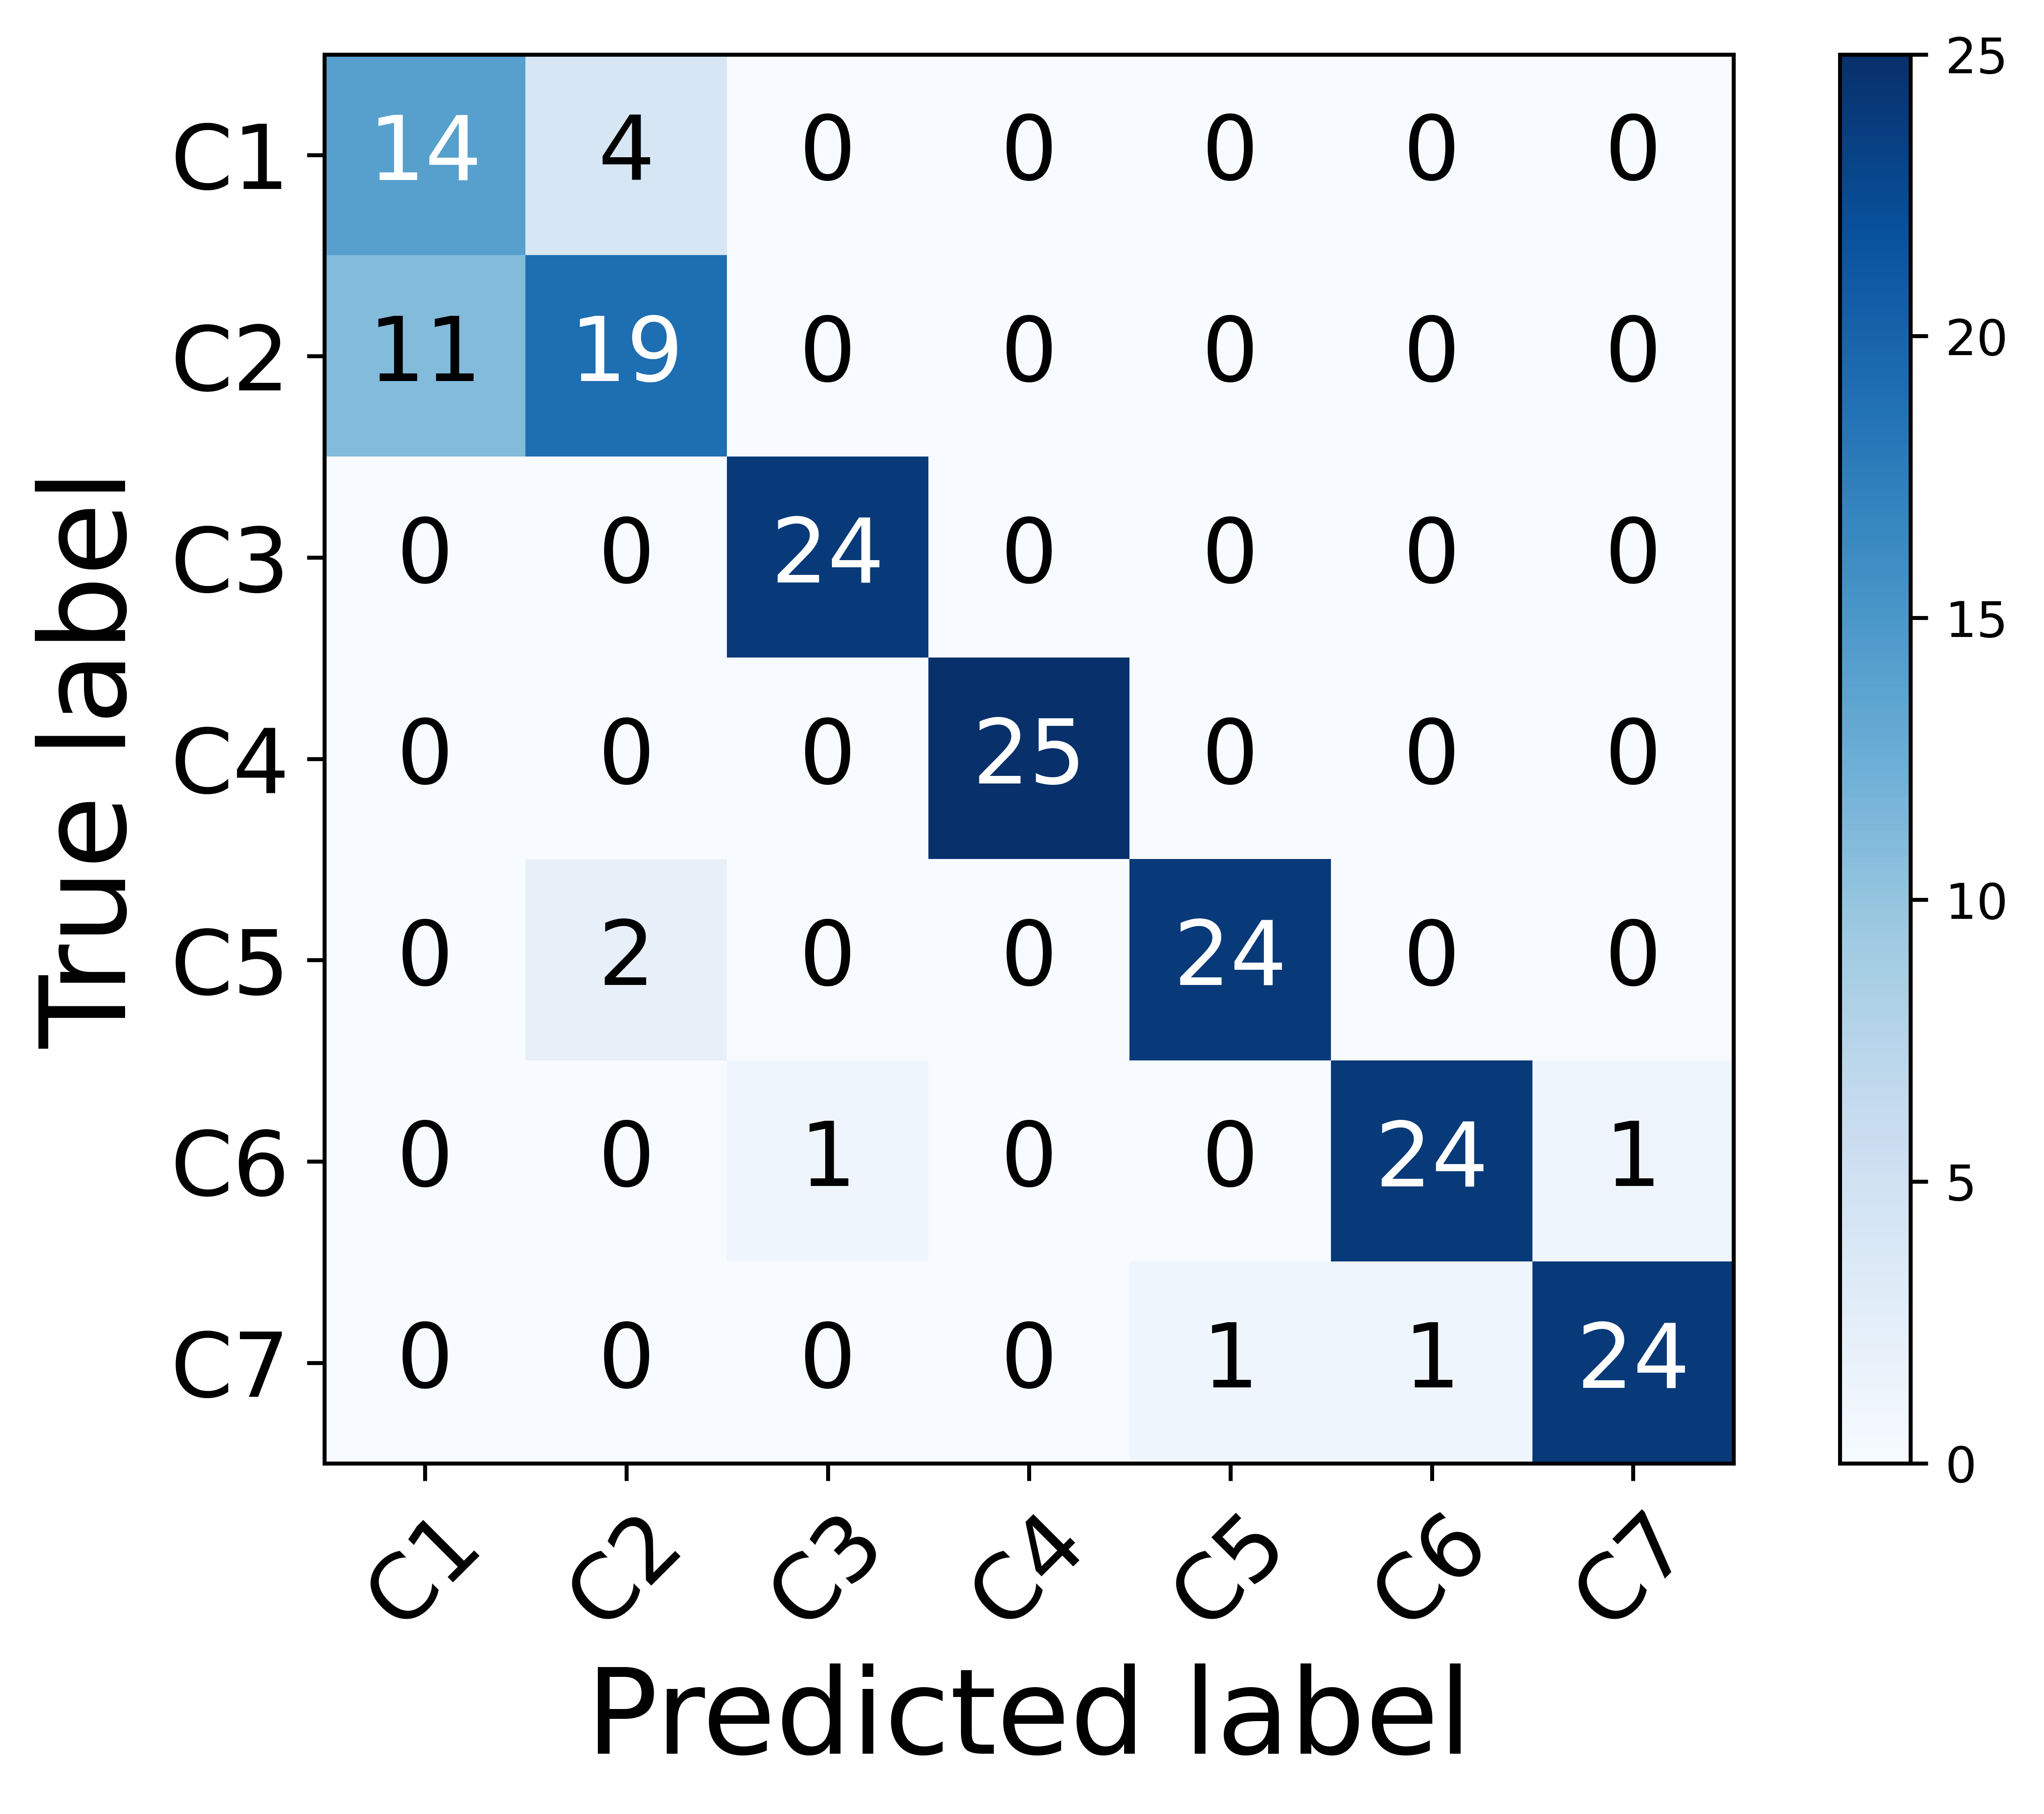 True label
C1 14 4 0 0 0 0 0
C2 11 19 0 0 0 0 0
C3 0 0 24 0 0 0 0
C4 0 0 0 25 0 0 0
C5 0 2 0 0 24 0 0
C6 0 0 1 0 0 24 1
C7 0 0 0 0 1 1 24
C1 C2 C3 C4 C5 C6 C7
Predicted label
25
20
15
10
5
0